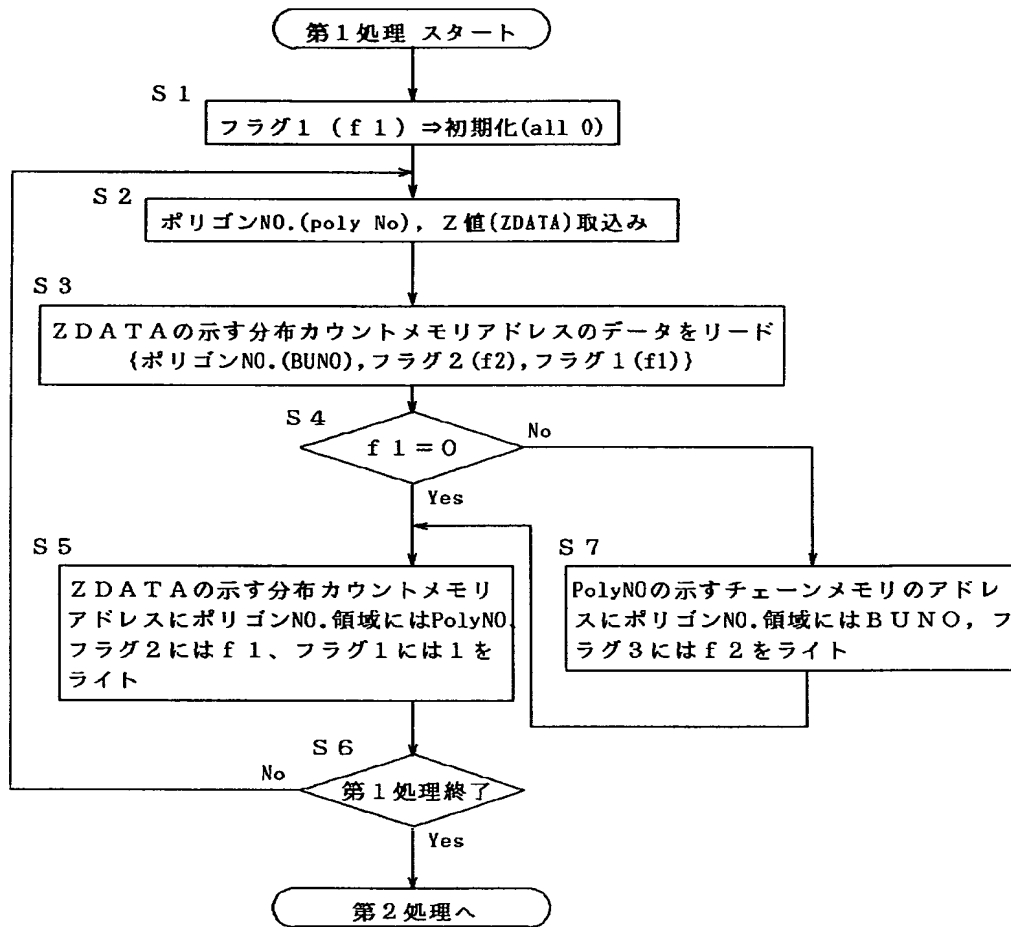 第１処理 スタート
Ｓ１
フラグ１（ｆ１）⇒初期化(all 0)
Ｓ２
ポリゴンNO.(poly No), Ｚ値(ZDATA)取込み
Ｓ３
ＺＤＡＴＡの示す分布カウントメモリアドレスのデータをリード
{ポリゴンNO.(BUNO),フラグ２(f2),フラグ１(f1)}
Ｓ４
ｆ１＝０
No
Yes
Ｓ５
ＺＤＡＴＡの示す分布カウントメモリ
アドレスにポリゴンNO.領域にはPolyNO,
フラグ２にはｆ１、フラグ１には１を
ライト
Ｓ７
PolyNOの示すチェーンメモリのアドレ
スにポリゴンNO.領域にはＢＵＮＯ，フ
ラグ３にはｆ２をライト
Ｓ６
No
第１処理終了
Yes
第２処理へ